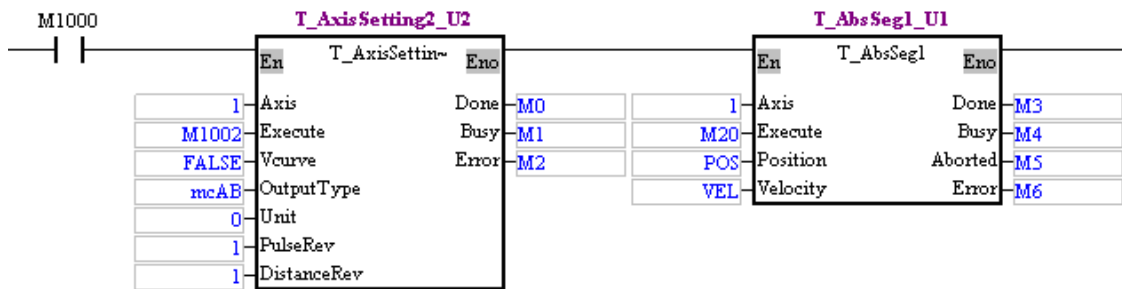 M1000
T_AxisSetting2_U2
T_AbsSeg1_U1
En T_AxisSettin~ Eno
En T_AbsSeg1 Eno
1 Axis Done M0
1 Axis Done M3
M1002 Execute Busy M1
M20 Execute Busy M4
FALSE Vcurve Error M2
POS Position Aborted M5
mcAB OutputType
VEL Velocity Error M6
0 Unit
1 PulseRev
1 DistanceRev